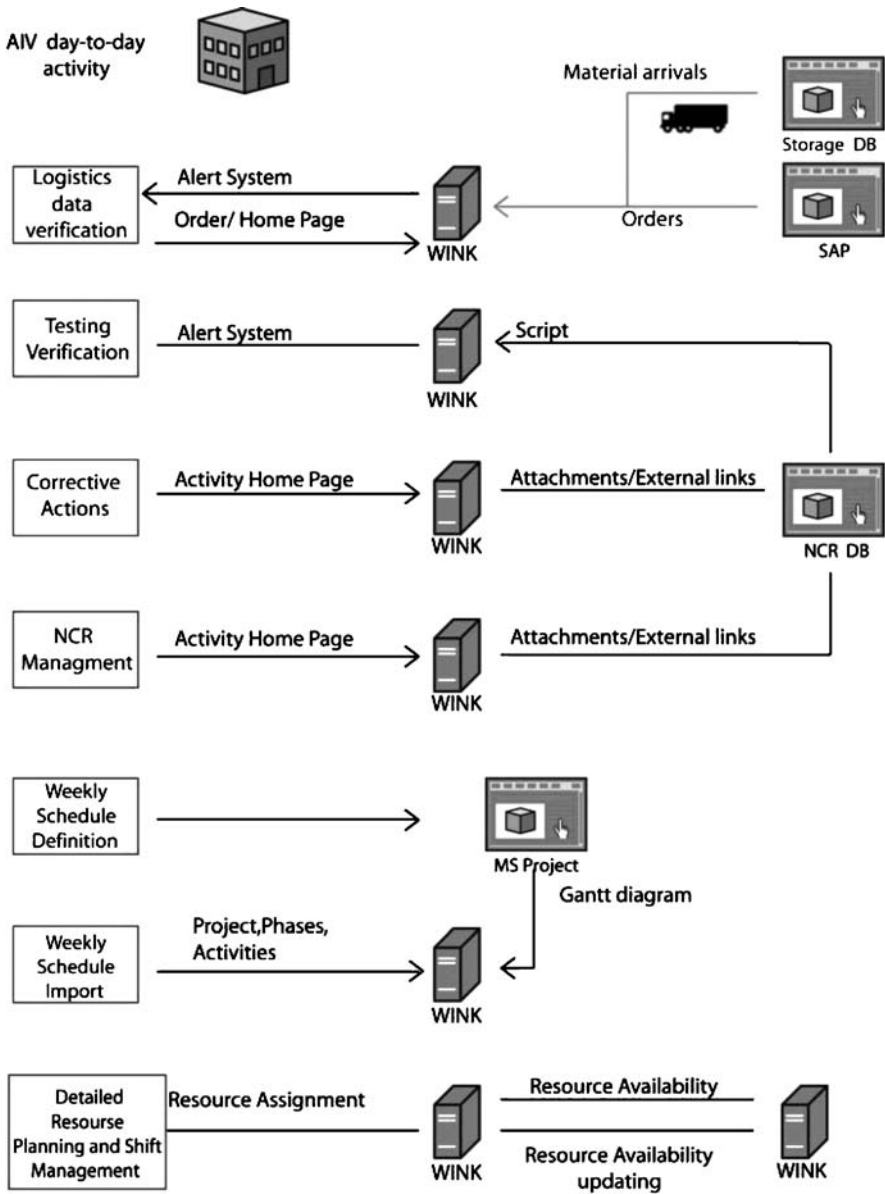 AIV day-to-day
activity
Material arrivals
Storage DB
Logistics
data
verification
Alert System
Order/ Home Page
WINK
Orders
SAP
Testing
Verification
Alert System
WINK
Script
Corrective
Actions
Activity Home Page
WINK
Attachments/External links
NCR DB
NCR
Managment
Activity Home Page
WINK
Attachments/External links
Weekly
Schedule
Definition
MS Project
Gantt diagram
Weekly
Schedule
Import
Project,Phases,
Activities
WINK
Detailed
Resourse
Planning and Shift
Management
Resource Assignment
WINK
Resource Availability
Resource Availability
updating
WINK